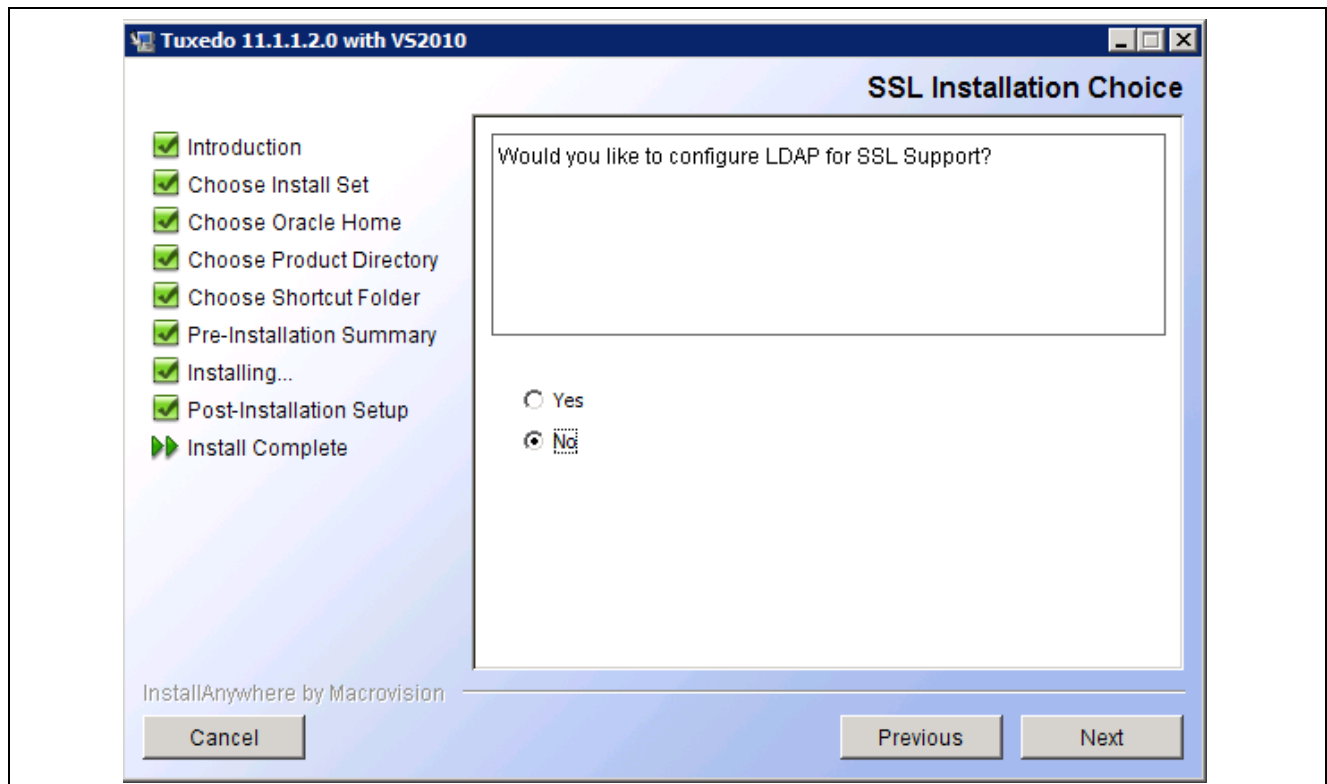 Tuxedo 11.1.1.2.0 with VS2010
SSL Installation Choice
Introduction
Choose Install Set
Choose Oracle Home
Choose Product Directory
Choose Shortcut Folder
Pre-Installation Summary
Installing...
Post-Installation Setup
Install Complete
Would you like to configure LDAP for SSL Support?
Yes
No
InstallAnywhere by Macrovision
Cancel
Previous
Next